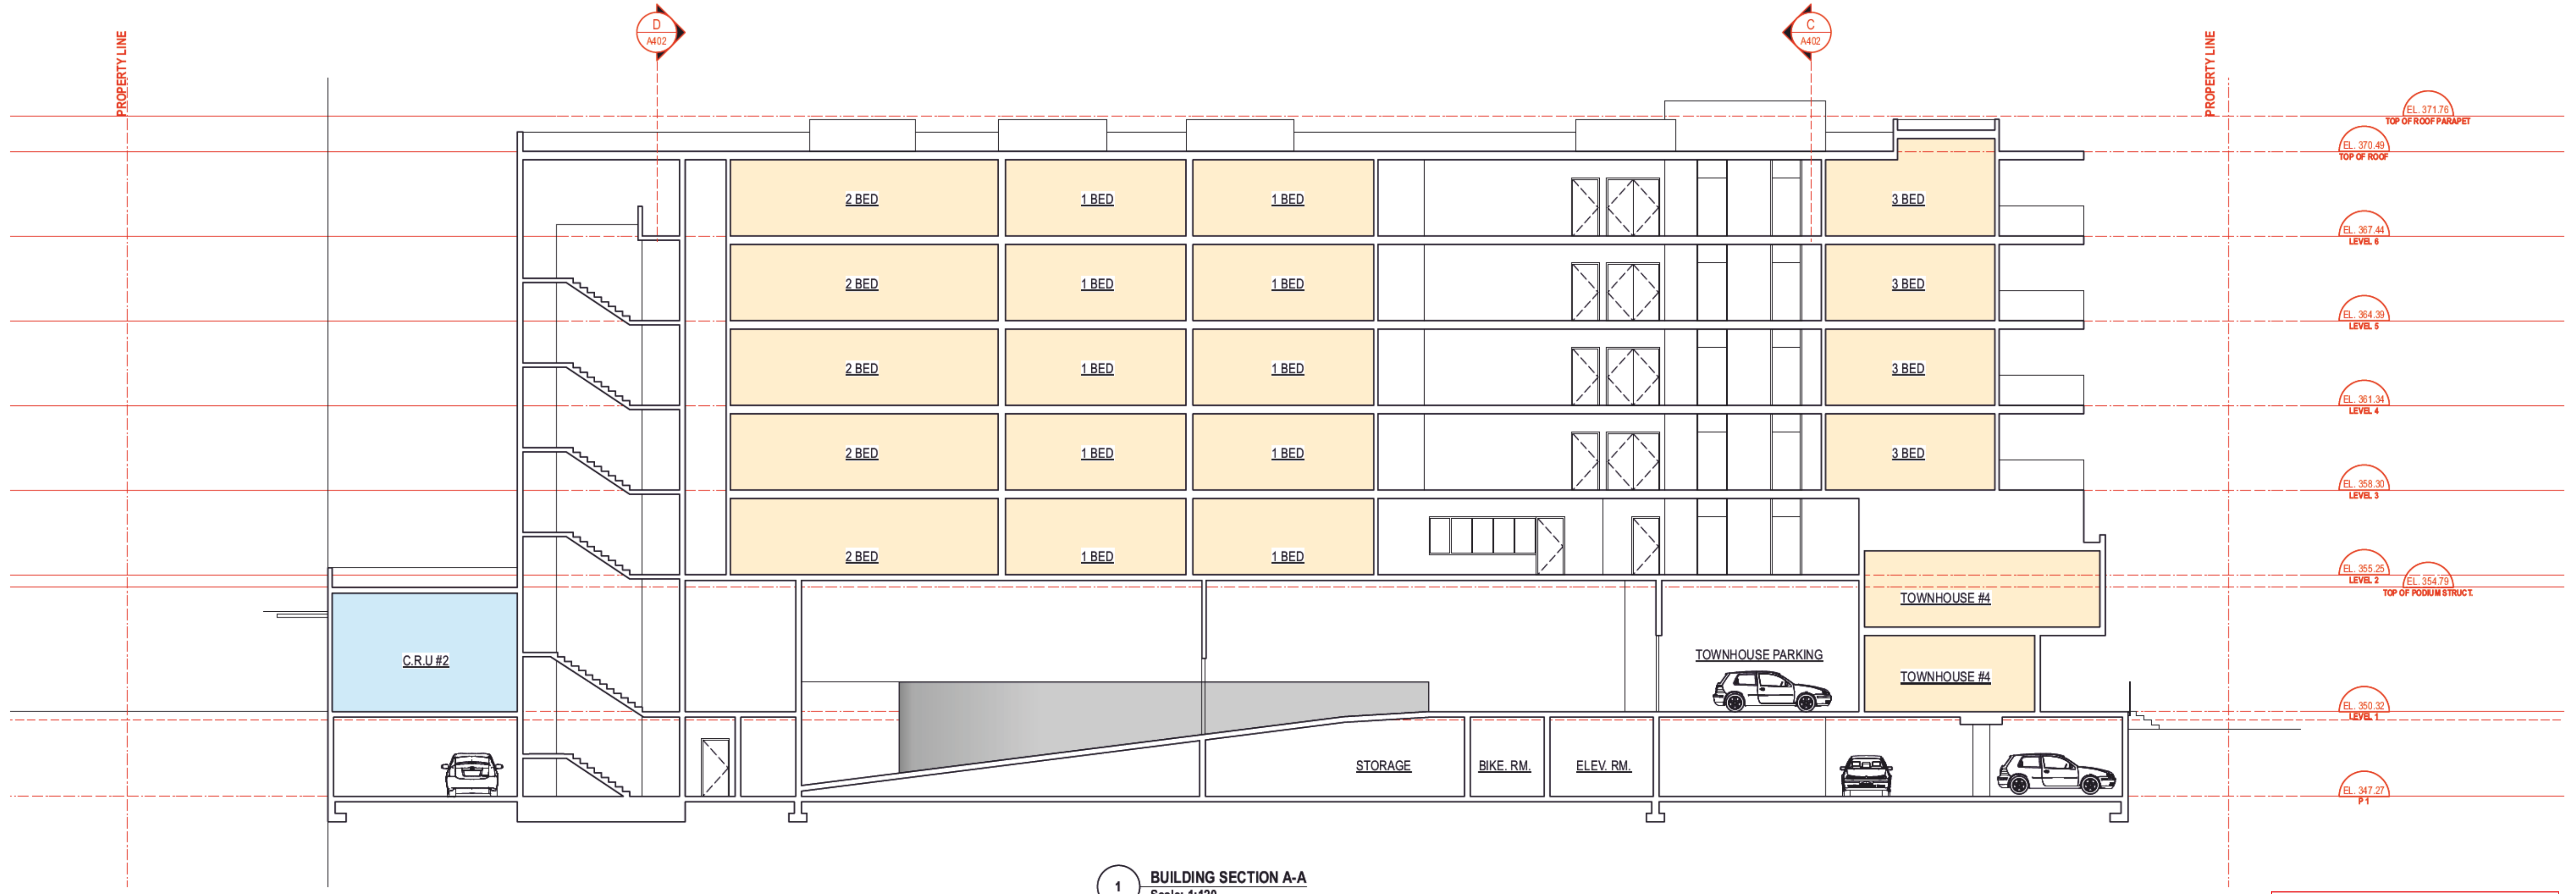 PROPERTY LINE
D
A402
C
A402
PROPERTY LINE
EL. 371.76
TOP OF ROOF PARAPET
EL. 370.49
TOP OF ROOF
2 BED
1 BED
1 BED
3 BED
EL. 367.44
LEVEL 6
2 BED
1 BED
1 BED
3 BED
EL. 364.39
LEVEL 5
2 BED
1 BED
1 BED
3 BED
EL. 361.34
LEVEL 4
2 BED
1 BED
1 BED
3 BED
EL. 358.30
LEVEL 3
2 BED
1 BED
1 BED
EL. 355.25
LEVEL 2
EL. 354.79
TOP OF PODIUM STRUCT.
TOWNHOUSE #4
C.R.U #2
TOWNHOUSE PARKING
TOWNHOUSE #4
EL. 350.32
LEVEL 1
STORAGE
BIKE. RM.
ELEV. RM.
EL. 347.27
P 1
1
BUILDING SECTION A-A
Scale: 1:120